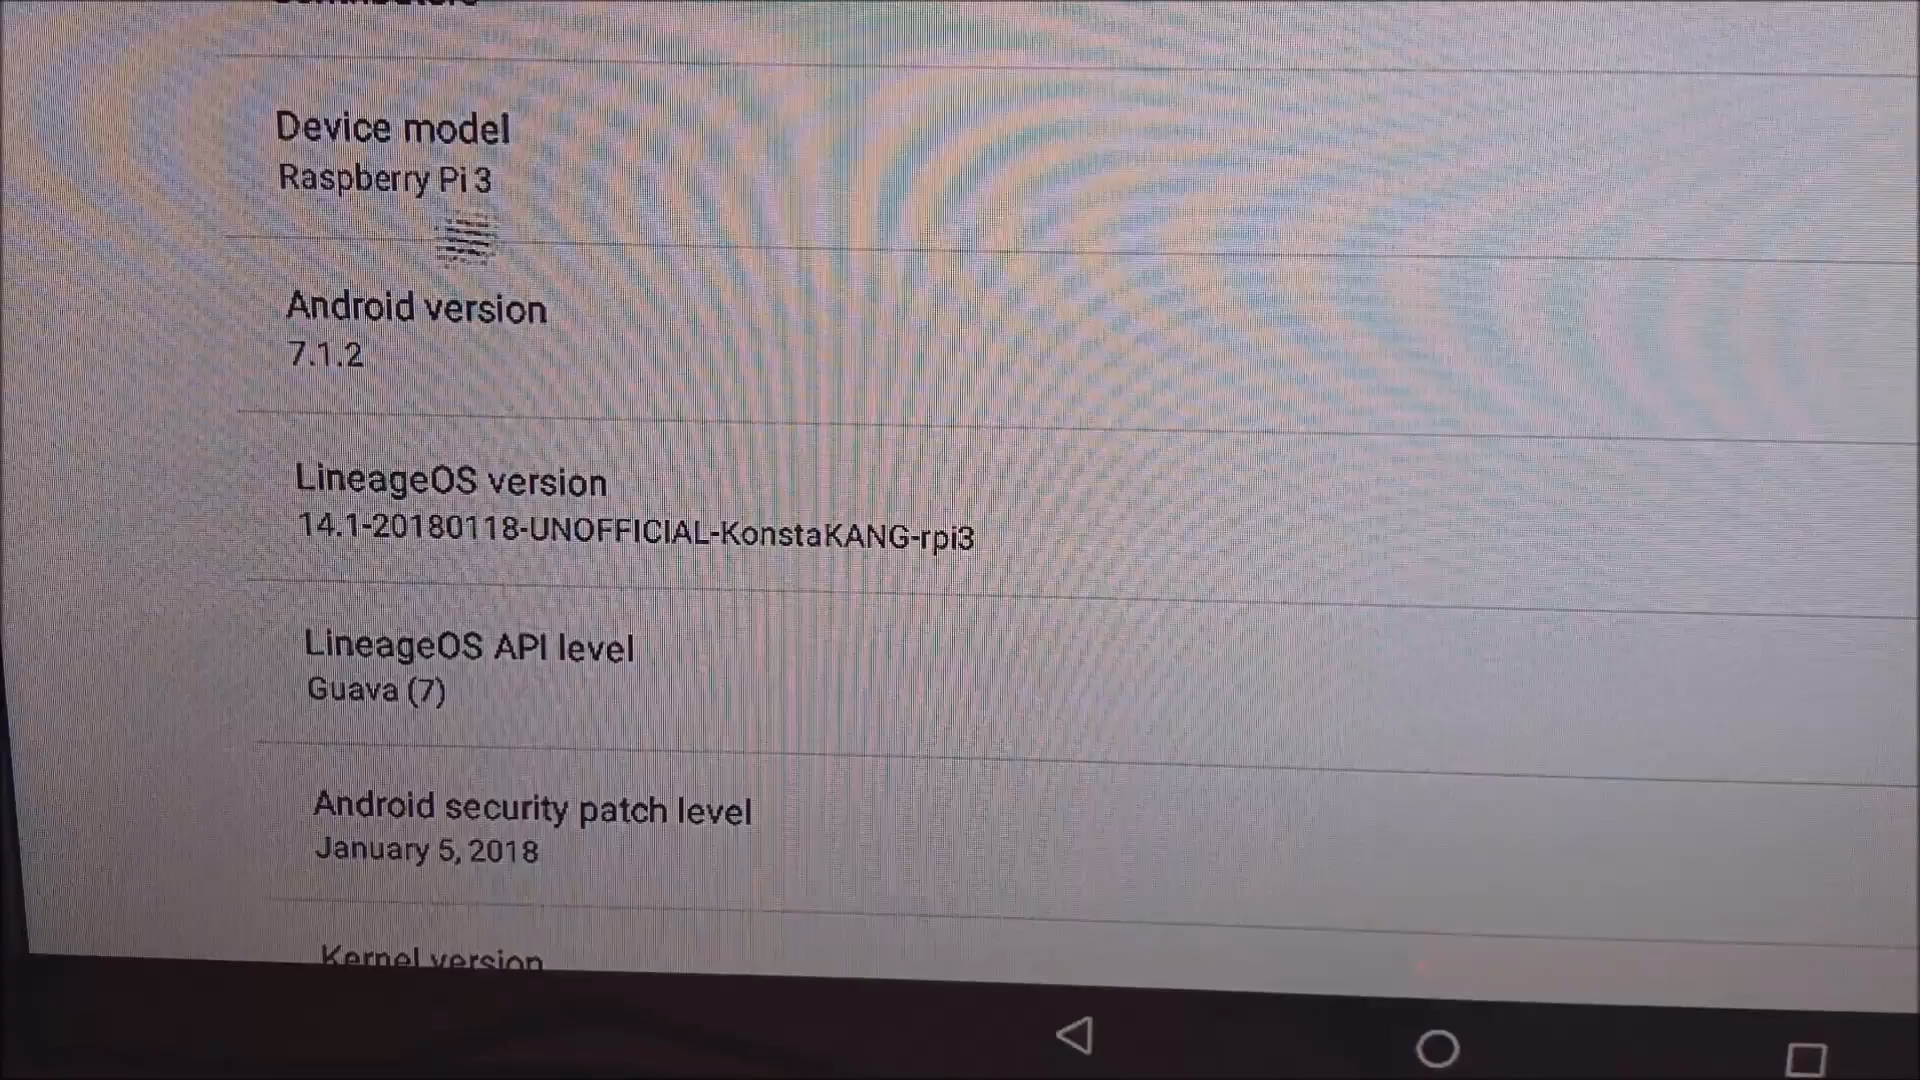 Device model
Raspberry Pi 3
Android version
7.1.2
LineageOS version
14.1-20180118-UNOFFICIAL-KonstaKANG-rpi3
LineageOS API level
Guava (7)
Android security patch level
January 5, 2018
Kernel version